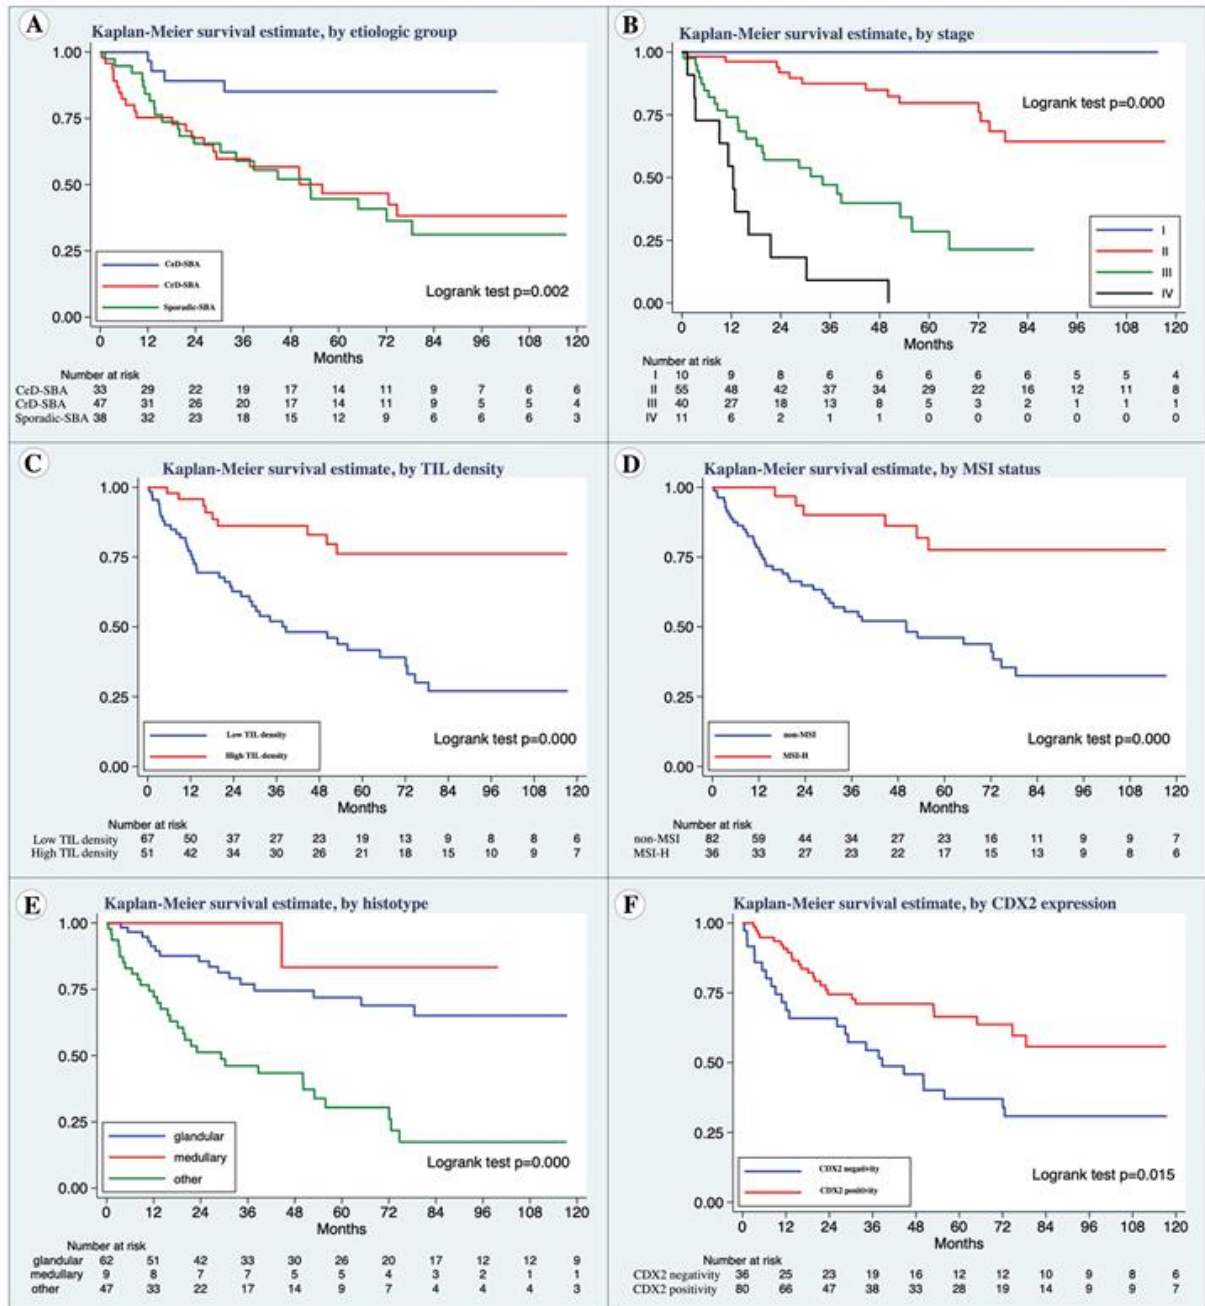 A
Kaplan-Meier survival estimate, by etiologic group
1.00
0.75
0.50
0.25
0.00
CeD-SBA
CrD-SBA
Sporadic-SBA
Logrank test p=0.002
0 12 24 36 48 60 72 84 96 108 120
Months
Number at risk
CeD-SBA 33 29 22 19 17 14 11 9 7 6 6
CrD-SBA 47 31 26 20 17 14 11 9 5 5 4
Sporadic-SBA 38 32 23 18 15 12 9 6 6 6 3
B
Kaplan-Meier survival estimate, by stage
1.00
0.75
0.50
0.25
0.00
Logrank test p=0.000
I
II
III
IV
0 12 24 36 48 60 72 84 96 108 120
Months
Number at risk
I 10 9 8 6 6 6 6 6 5 5 4
II 55 48 42 37 34 29 22 16 12 11 8
III 40 27 18 13 8 5 3 2 1 1 1
IV 11 6 2 1 1 0 0 0 0 0 0
C
Kaplan-Meier survival estimate, by TIL density
1.00
0.75
0.50
0.25
0.00
Low TIL density
High TIL density
Logrank test p=0.000
0 12 24 36 48 60 72 84 96 108 120
Months
Number at risk
Low TIL density 67 50 37 27 23 19 13 9 8 8 6
High TIL density 51 42 34 30 26 21 18 15 10 9 7
D
Kaplan-Meier survival estimate, by MSI status
1.00
0.75
0.50
0.25
0.00
non-MSI
MSI-H
Logrank test p=0.000
0 12 24 36 48 60 72 84 96 108 120
Months
Number at risk
non-MSI 82 59 44 34 27 23 16 11 9 9 7
MSI-H 36 33 27 23 22 17 15 13 9 8 6
E
Kaplan-Meier survival estimate, by histotype
1.00
0.75
0.50
0.25
0.00
glandular
medullary
other
Logrank test p=0.000
0 12 24 36 48 60 72 84 96 108 120
Months
Number at risk
glandular 62 51 42 33 30 26 20 17 12 12 9
medullary 9 8 7 7 5 5 4 3 2 1 1
other 47 33 22 17 14 9 7 4 4 4 3
F
Kaplan-Meier survival estimate, by CDX2 expression
1.00
0.75
0.50
0.25
0.00
CDX2 negativity
CDX2 positivity
Logrank test p=0.015
0 12 24 36 48 60 72 84 96 108 120
Months
Number at risk
CDX2 negativity 36 25 23 19 16 12 12 10 9 8 6
CDX2 positivity 80 66 47 38 33 28 19 14 9 9 7